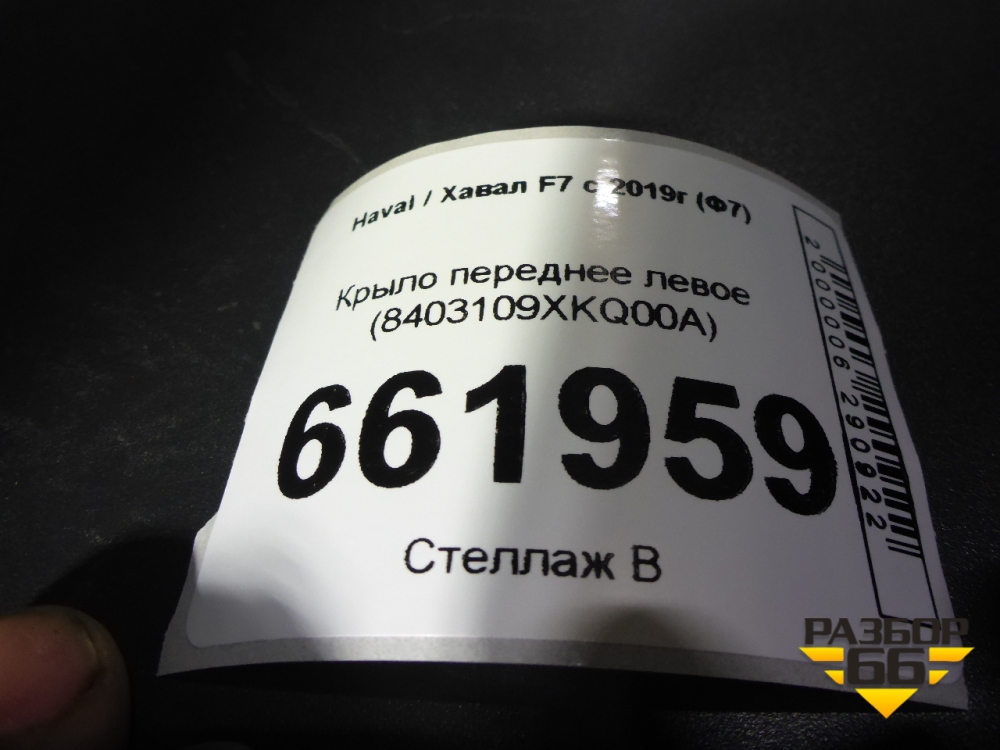 Haval / Хавал F7 с 2019г (Ф7)
Крыло переднее левое
(8403109XKQ00A)
661959
Стеллаж В
2000006290922
РАЗБОР
66